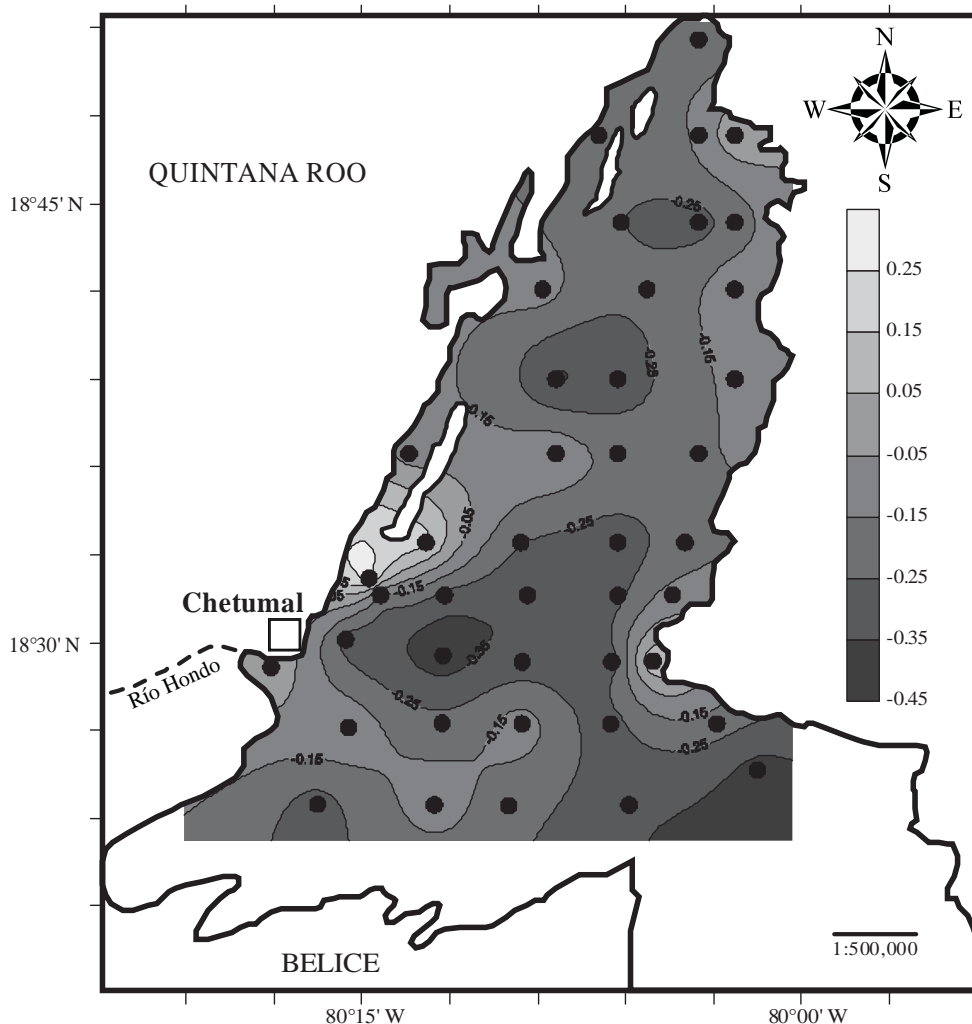 N
W
E
S
QUINTANA ROO
18°45' N
-0.25
0.25
0.15
0.05
-0.05
-0.15
-0.25
-0.35
-0.45
-0.25
-0.15
-0.15
-0.05
-0.25
-0.15
Chetumal
18°30' N
Río Hondo
-0.35
-0.25
-0.15
-0.15
-0.25
-0.15
1:500,000
BELICE
80°15' W
80°00' W